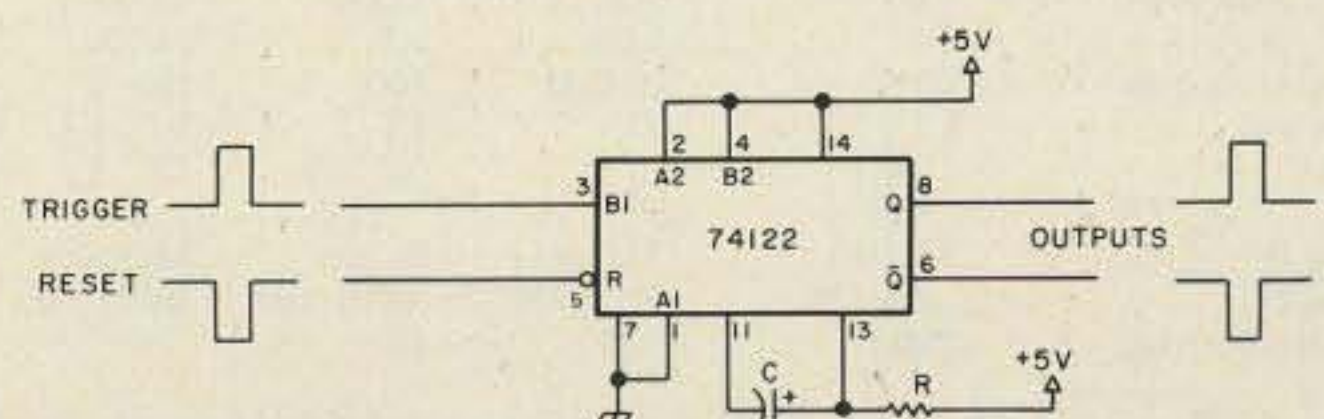 +5V
2 4 14
3 A2 B2 8
TRIGGER B1 Q
74122 OUTPUTS
RESET R Q̄ 6
5 A1
7 1 11 13
+5V
C + R